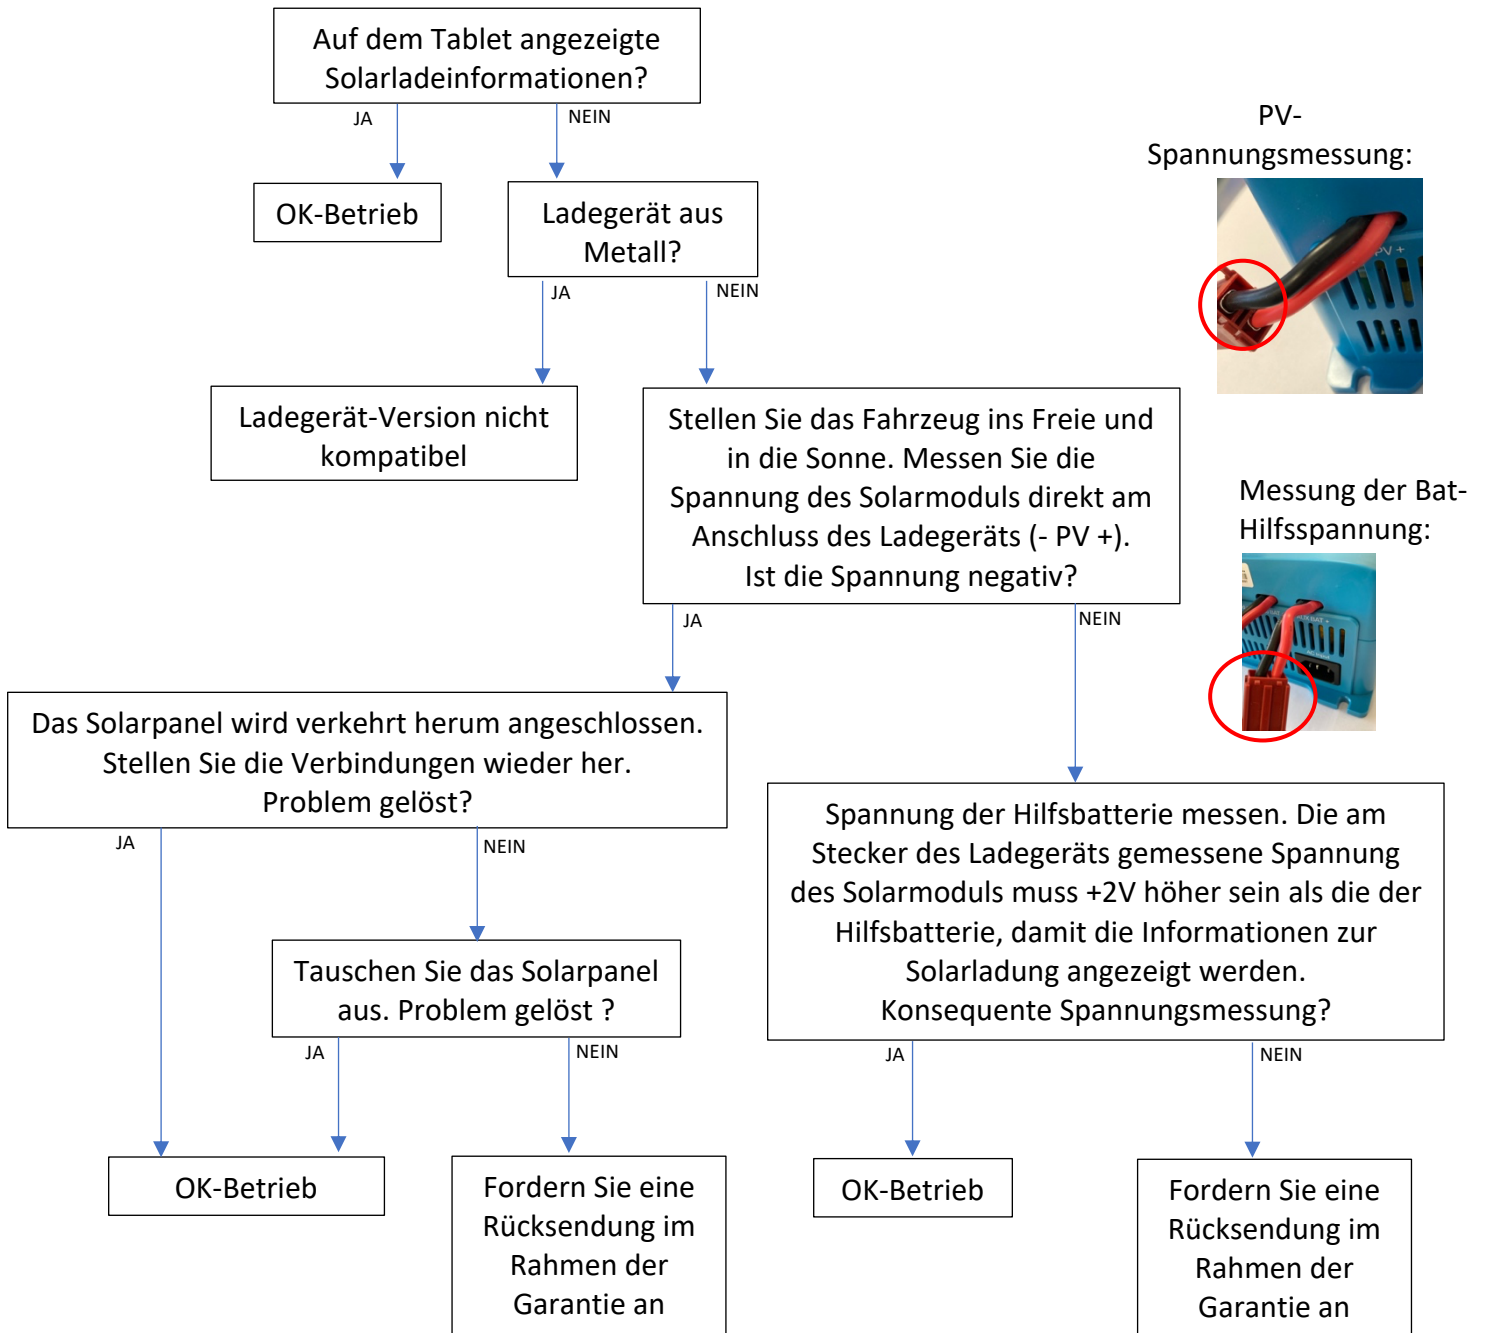 Auf dem Tablet angezeigte
Solarladeinformationen?
JA
NEIN
OK-Betrieb
Ladegerät aus
Metall?
JA
NEIN
Ladegerät-Version nicht
kompatibel
Stellen Sie das Fahrzeug ins Freie und
in die Sonne. Messen Sie die
Spannung des Solarmoduls direkt am
Anschluss des Ladegeräts (- PV +).
Ist die Spannung negativ?
JA
NEIN
Das Solarpanel wird verkehrt herum angeschlossen.
Stellen Sie die Verbindungen wieder her.
Problem gelöst?
JA
NEIN
Tauschen Sie das Solarpanel
aus. Problem gelöst ?
JA
NEIN
OK-Betrieb
Fordern Sie eine
Rücksendung im
Rahmen der
Garantie an
Spannung der Hilfsbatterie messen. Die am
Stecker des Ladegeräts gemessene Spannung
des Solarmoduls muss +2V höher sein als die der
Hilfsbatterie, damit die Informationen zur
Solarladung angezeigt werden.
Konsequente Spannungsmessung?
JA
NEIN
OK-Betrieb
Fordern Sie eine
Rücksendung im
Rahmen der
Garantie an
PV-
Spannungsmessung:
PV +
Messung der Bat-
Hilfsspannung:
BAT +